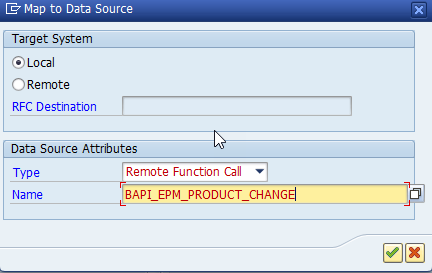 Map to Data Source
Target System
Local
Remote
RFC Destination
Data Source Attributes
Type Remote Function Call
Name BAPI_EPM_PRODUCT_CHANGE